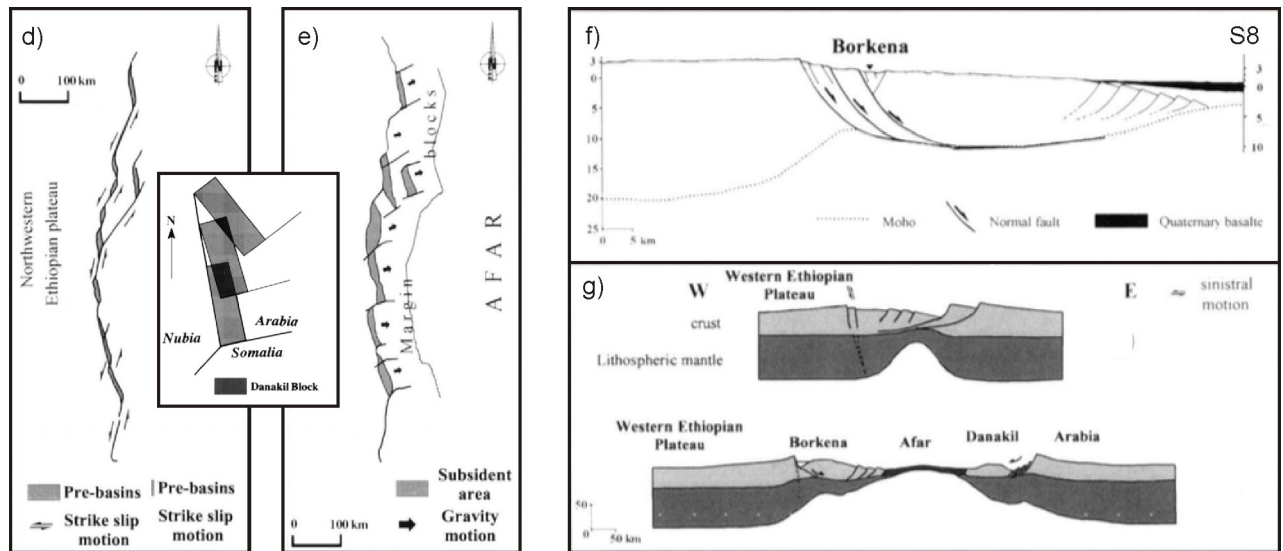 d)
N
0 100 km
Northwestern
Ethiopian plateau
Pre-basins Pre-basins
Strike slip Strike slip
motion motion
N
Nubia
Arabia
Somalia
Danakil Block
e)
N
blocks
Margin
AFAR
Subsident
area
Gravity
motion
0 100 km
f)
S8
Borkena
3
0
5
10
15
20
25
0 5 km
3
0
5
10
Moho
Normal fault
Quaternary basalte
g)
Western Ethiopian
Plateau
W
E
sinistral
motion
crust
Lithospheric mantle
Western Ethiopian
Plateau
Borkena
Afar
Danakil
Arabia
50
0
50 km